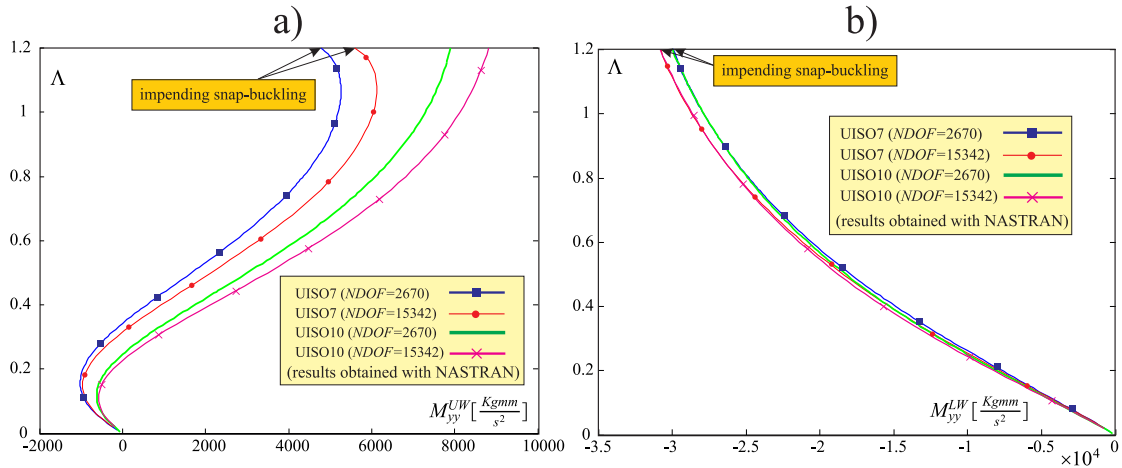 a)
1.2
Λ
impending snap-buckling
1
0.8
0.6
0.4
0.2
0
UISO7 (NDOF=2670)
UISO7 (NDOF=15342)
UISO10 (NDOF=2670)
UISO10 (NDOF=15342)
(results obtained with NASTRAN)
M_yy^UW [Kgmm/s^2]
-2000 0 2000 4000 6000 8000 10000
b)
1.2
Λ
impending snap-buckling
1
0.8
0.6
0.4
0.2
0
UISO7 (NDOF=2670)
UISO7 (NDOF=15342)
UISO10 (NDOF=2670)
UISO10 (NDOF=15342)
(results obtained with NASTRAN)
M_yy^LW [Kgmm/s^2]
-3.5 -3 -2.5 -2 -1.5 -1 -0.5 0
×10^4